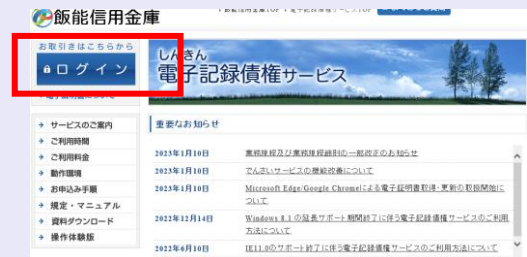 飯能信用金庫
お取引きはこちらから
ログイン
しんきん
電子記録債権サービス
重要なお知らせ
サービスのご案内
ご利用時間
ご利用料金
動作環境
お申込み手順
規定・マニュアル
資料ダウンロード
操作体験版
2023年1月10日 業務規程及び業務規程細則の一部改正のお知らせ
2023年1月10日 でんさいサービスの機能改善について
2023年1月10日 Microsoft Edge/Google Chromeによる電子証明書取得・更新の取扱開始に
ついて
2022年12月14日 Windows 8.1 の延長サポート期間終了に伴う電子記録債権サービスのご利用
方法について
2022年6月10日 IE11.0のサポート終了に伴う電子記録債権サービスのご利用方法について